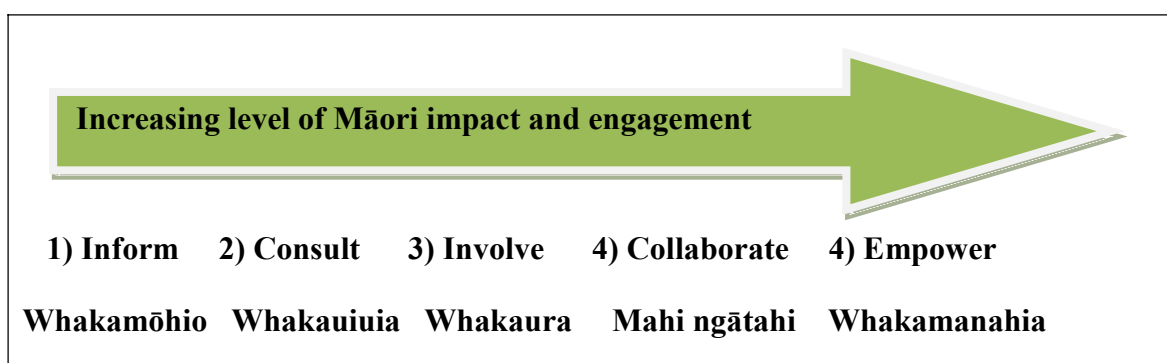 Increasing level of Māori impact and engagement
1) Inform 2) Consult 3) Involve 4) Collaborate 4) Empower
Whakamōhio Whakauiuia Whakaura Mahi ngātahi Whakamanahia